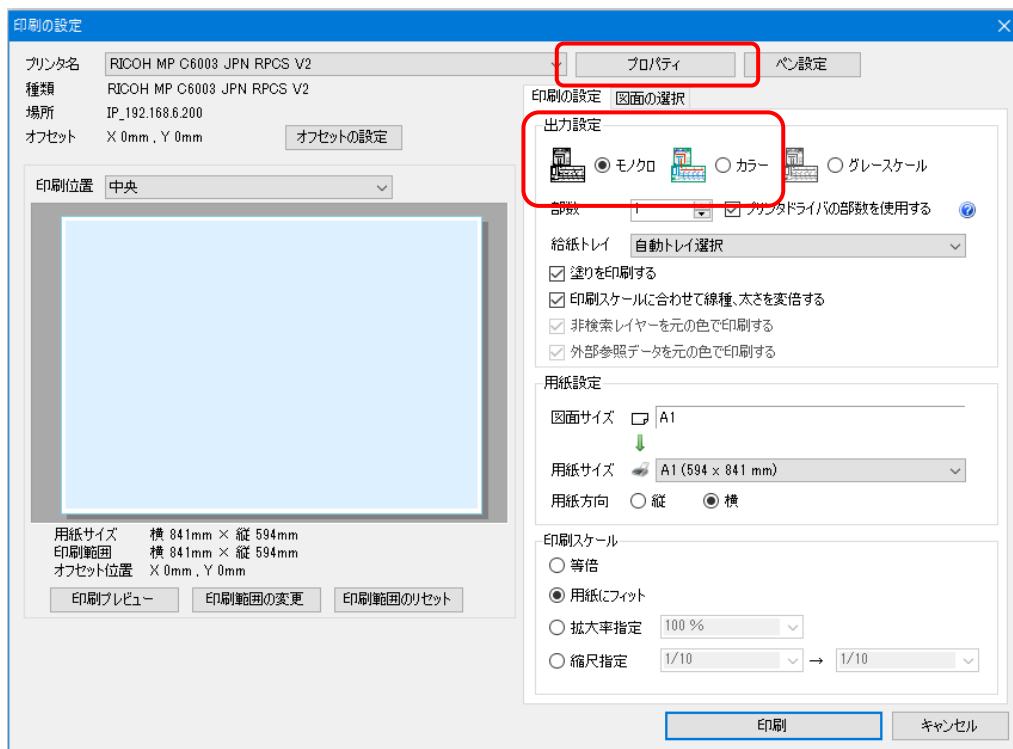 印刷の設定
プリンタ名 RICOH MP C6003 JPN RPCS V2 プロパティ ペン設定
種類 RICOH MP C6003 JPN RPCS V2
場所 IP_192.168.6.200
オフセット X 0mm , Y 0mm オフセットの設定
印刷位置 中央
用紙サイズ 横 841mm × 縦 594mm
印刷範囲 横 841mm × 縦 594mm
オフセット位置 X 0mm , Y 0mm
印刷プレビュー 印刷範囲の変更 印刷範囲のリセット
印刷の設定 図面の選択
出力設定
モノクロ カラー グレースケール
部数 1 プリンタドライバの部数を使用する
給紙トレイ 自動トレイ選択
塗りを印刷する
印刷スケールに合わせて線種、太さを変倍する
非検索レイヤーを元の色で印刷する
外部参照データを元の色で印刷する
用紙設定
図面サイズ A1
用紙サイズ A1 (594 x 841 mm)
用紙方向 縦 横
印刷スケール
等倍
用紙にフィット
拡大率指定 100 %
縮尺指定 1/10 → 1/10
印刷 キャンセル